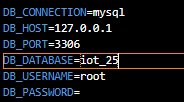 DB_CONNECTION=mysql
DB_HOST=127.0.0.1
DB_PORT=3306
DB_DATABASE=iot_25
DB_USERNAME=root
DB_PASSWORD=